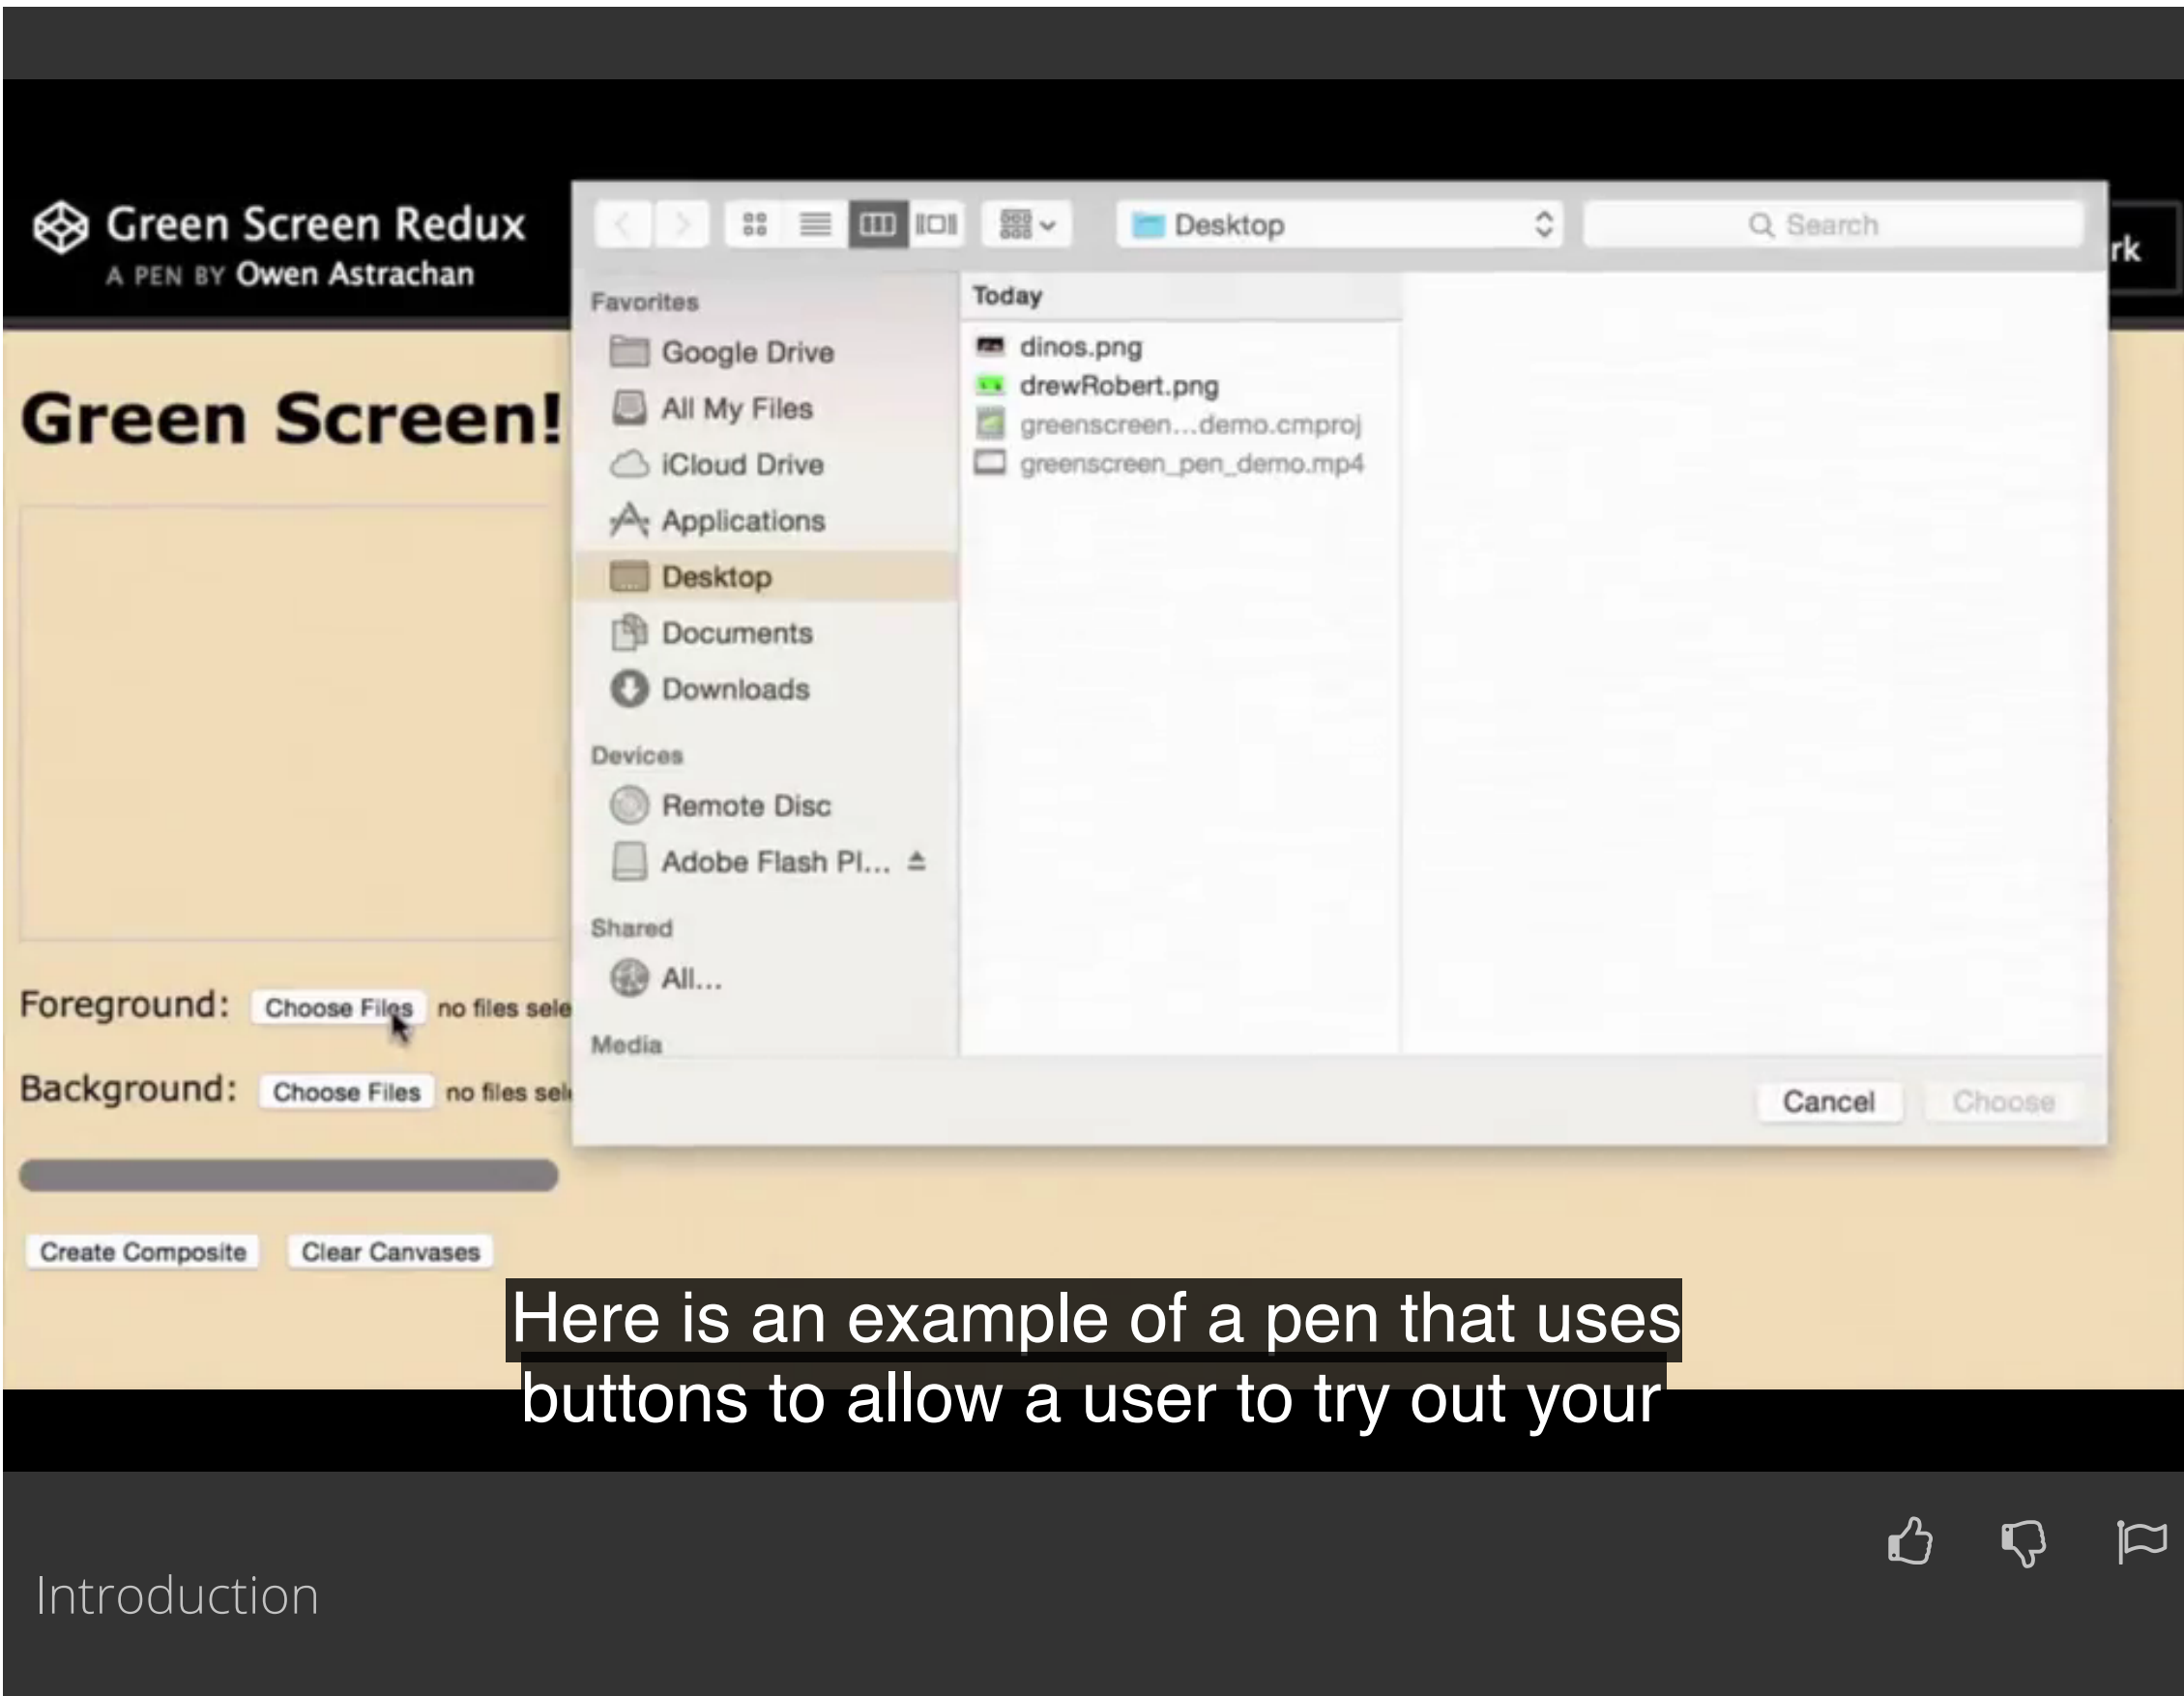 Green Screen Redux
A PEN BY Owen Astrachan
Desktop
Search
rk
Green Screen!
Favorites
Google Drive
All My Files
iCloud Drive
Applications
Desktop
Documents
Downloads
Devices
Remote Disc
Adobe Flash Pl...
Shared
All...
Media
Today
dinos.png
drewRobert.png
greenscreen...demo.cmproj
greenscreen_pen_demo.mp4
Foreground: Choose Files no files sele
Background: Choose Files no files sel
Cancel Choose
Create Composite Clear Canvases
Here is an example of a pen that uses
buttons to allow a user to try out your
Introduction